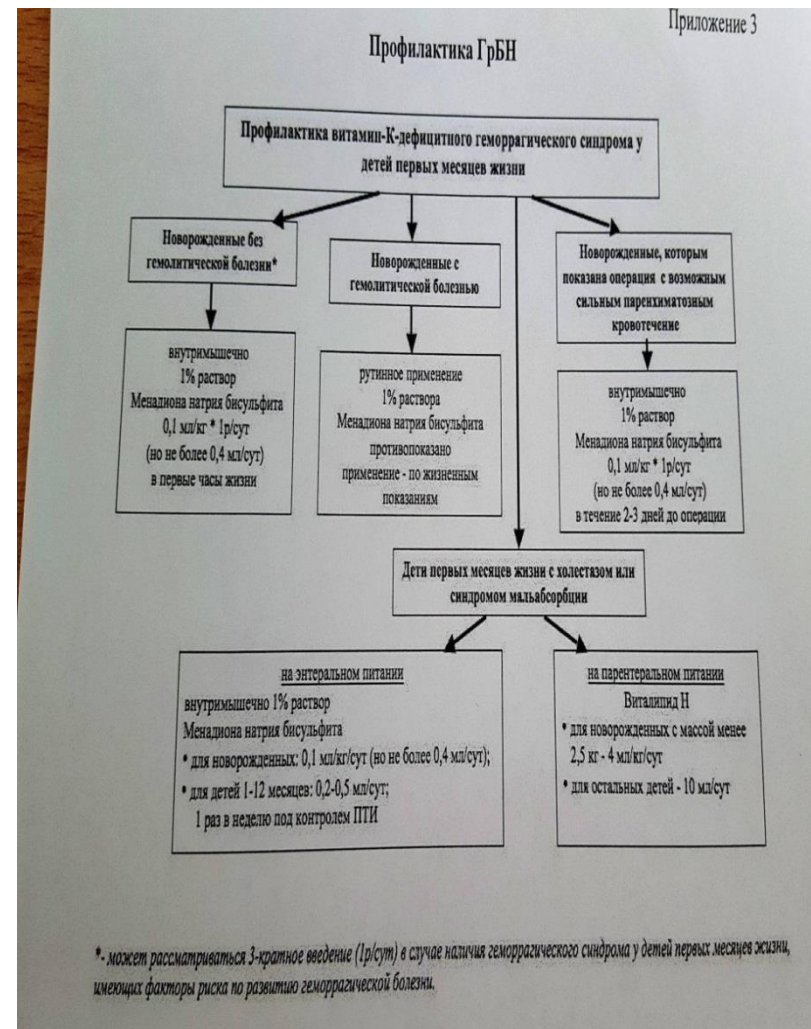 Приложение 3
Профилактика ГрБН
Профилактика витамин-К-дефицитного геморрагического синдрома у
детей первых месяцев жизни
Новорожденные без
гемолитической болезни*
Новорожденные с
гемолитической болезнью
Новорожденные, которым
показана операция с возможным
сильным паренхиматозным
кровотечение
внутримышечно
1% раствор
Менадиона натрия бисульфита
0,1 мл/кг * 1р/сут
(но не более 0,4 мл/сут)
в первые часы жизни
рутинное применение
1% раствора
Менадиона натрия бисульфита
противопоказано
применение - по жизненным
показаниям
внутримышечно
1% раствор
Менадиона натрия бисульфита
0,1 мл/кг * 1р/сут
(но не более 0,4 мл/сут)
в течение 2-3 дней до операции
Дети первых месяцев жизни с холестазом или
синдромом мальабсорбции
на энтеральном питании
внутримышечно 1% раствор
Менадиона натрия бисульфита
* для новорожденных: 0,1 мл/кг/сут (но не более 0,4 мл/сут);
* для детей 1-12 месяцев: 0,2-0,5 мл/сут;
1 раз в неделю под контролем ПТИ
на парентеральном питании
Виталипид Н
* для новорожденных с массой менее
2,5 кг - 4 мл/кг/сут
* для остальных детей - 10 мл/сут
*- может рассматриваться 3-кратное введение (1р/сут) в случае наличия геморрагического синдрома у детей первых месяцев жизни,
имеющих факторы риска по развитию геморрагической болезни.